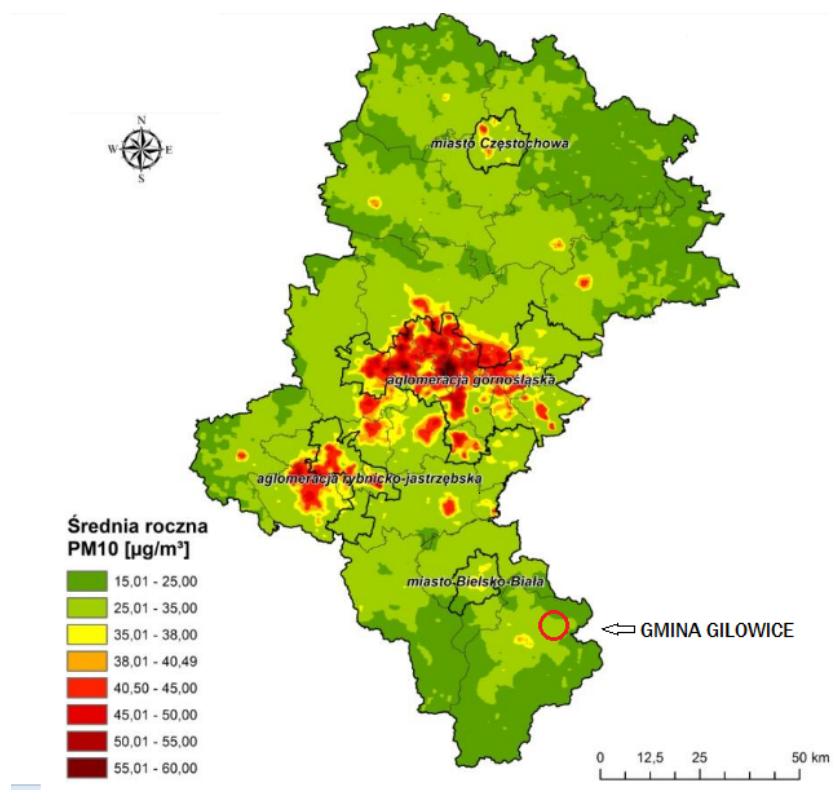 N
W E
S
miasto Częstochowa
aglomeracja górnośląska
aglomeracja rybnicko-jastrzębska
miasto Bielsko-Biała
GMINA GILOWICE
Średnia roczna
PM10 [µg/m³]
15,01 - 25,00
25,01 - 35,00
35,01 - 38,00
38,01 - 40,49
40,50 - 45,00
45,01 - 50,00
50,01 - 55,00
55,01 - 60,00
0 12,5 25 50 km